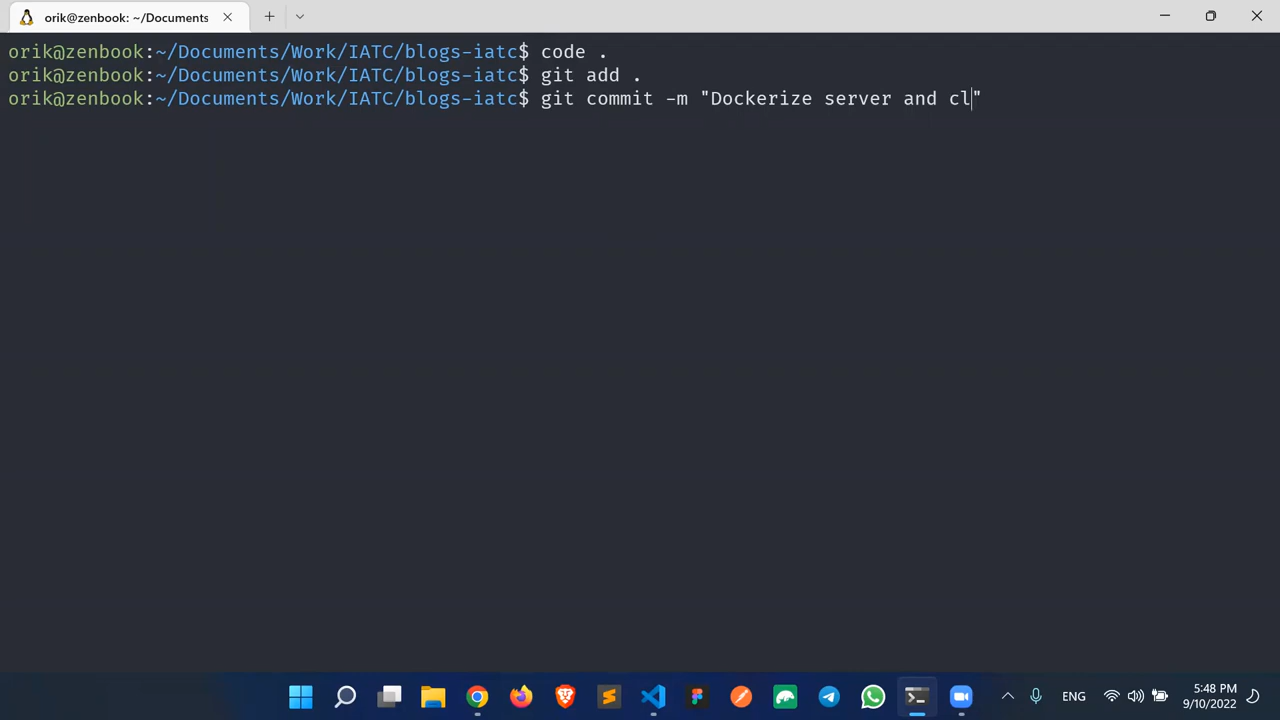 orik@zenbook: ~/Documents
orik@zenbook:~/Documents/Work/IATC/blogs-iatc$ code .
orik@zenbook:~/Documents/Work/IATC/blogs-iatc$ git add .
orik@zenbook:~/Documents/Work/IATC/blogs-iatc$ git commit -m "Dockerize server and cl"
ENG
5:48 PM
9/10/2022